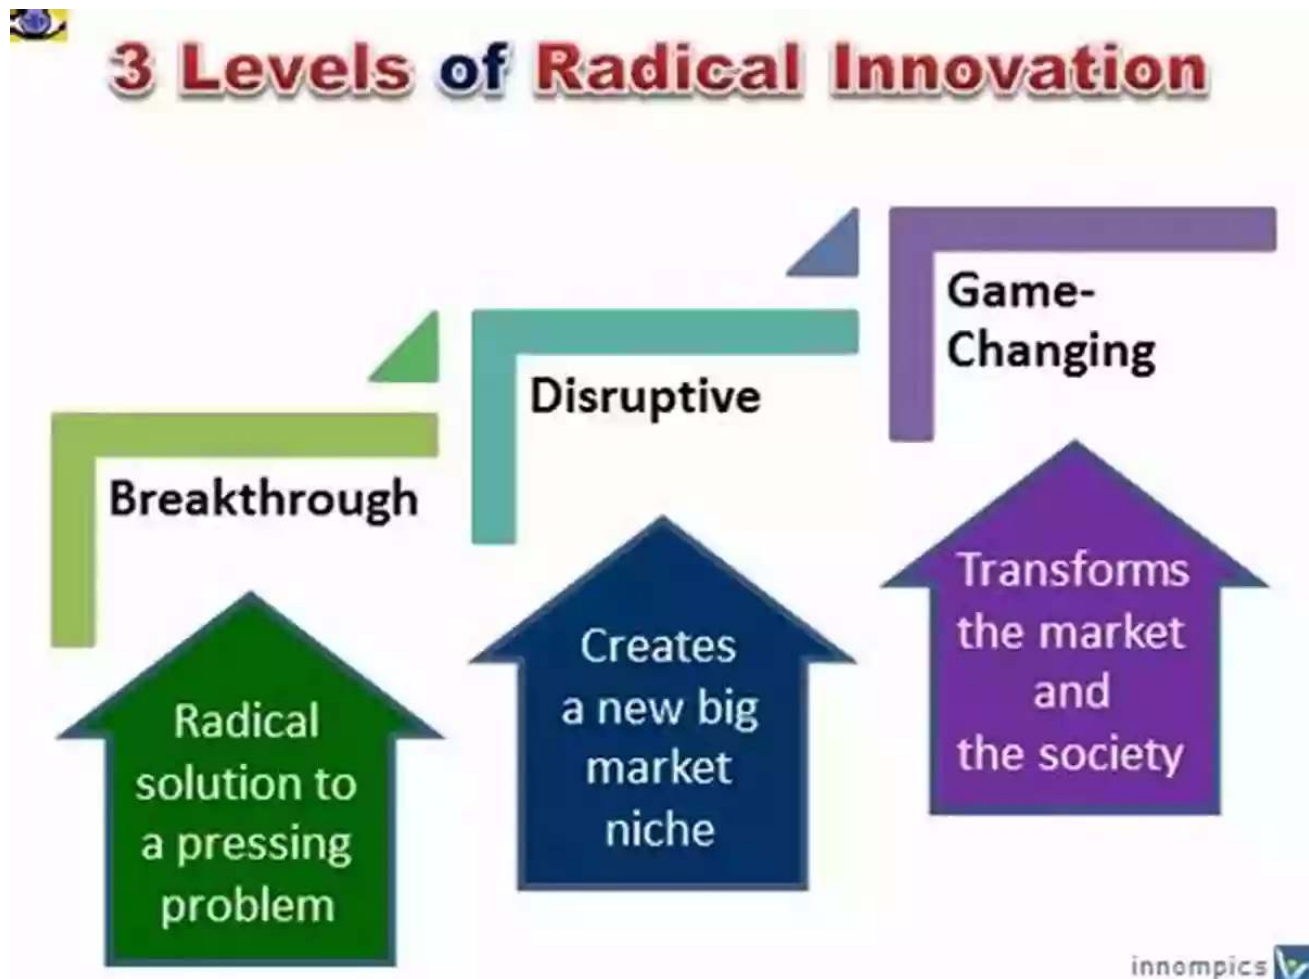 3 Levels of Radical Innovation
Game-
Changing
Disruptive
Breakthrough
Transforms
the market
and
the society
Creates
a new big
market
niche
Radical
solution to
a pressing
problem
innompics